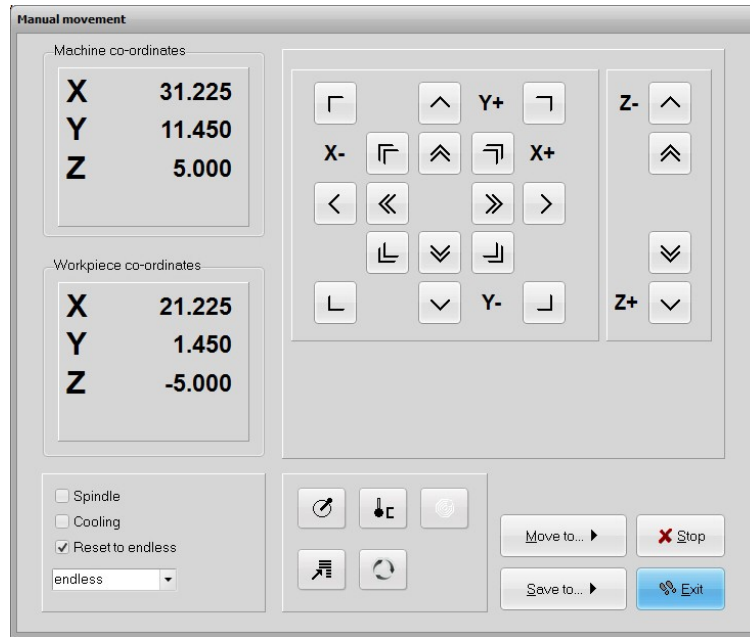 Manual movement
Machine co-ordinates
X 31.225
Y 11.450
Z 5.000
Workpiece co-ordinates
X 21.225
Y 1.450
Z -5.000
Y+
X- X+
Y-
Z-
Z+
Spindle
Cooling
Reset to endless
endless
C
Move to...
Stop
Save to...
Exit